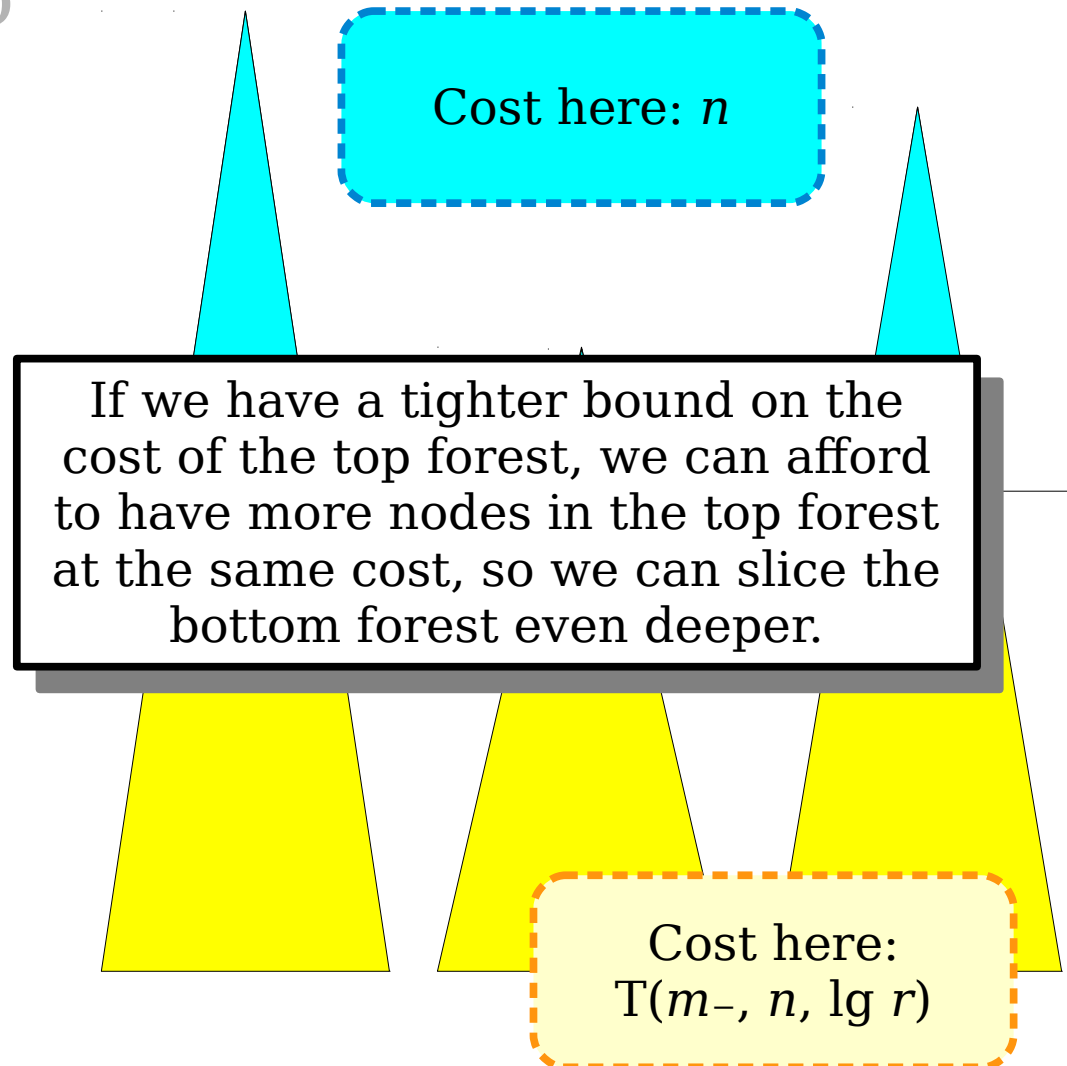 Cost here: n
If we have a tighter bound on the
cost of the top forest, we can afford
to have more nodes in the top forest
at the same cost, so we can slice the
bottom forest even deeper.
Cost here:
T(m₋, n, lg r)